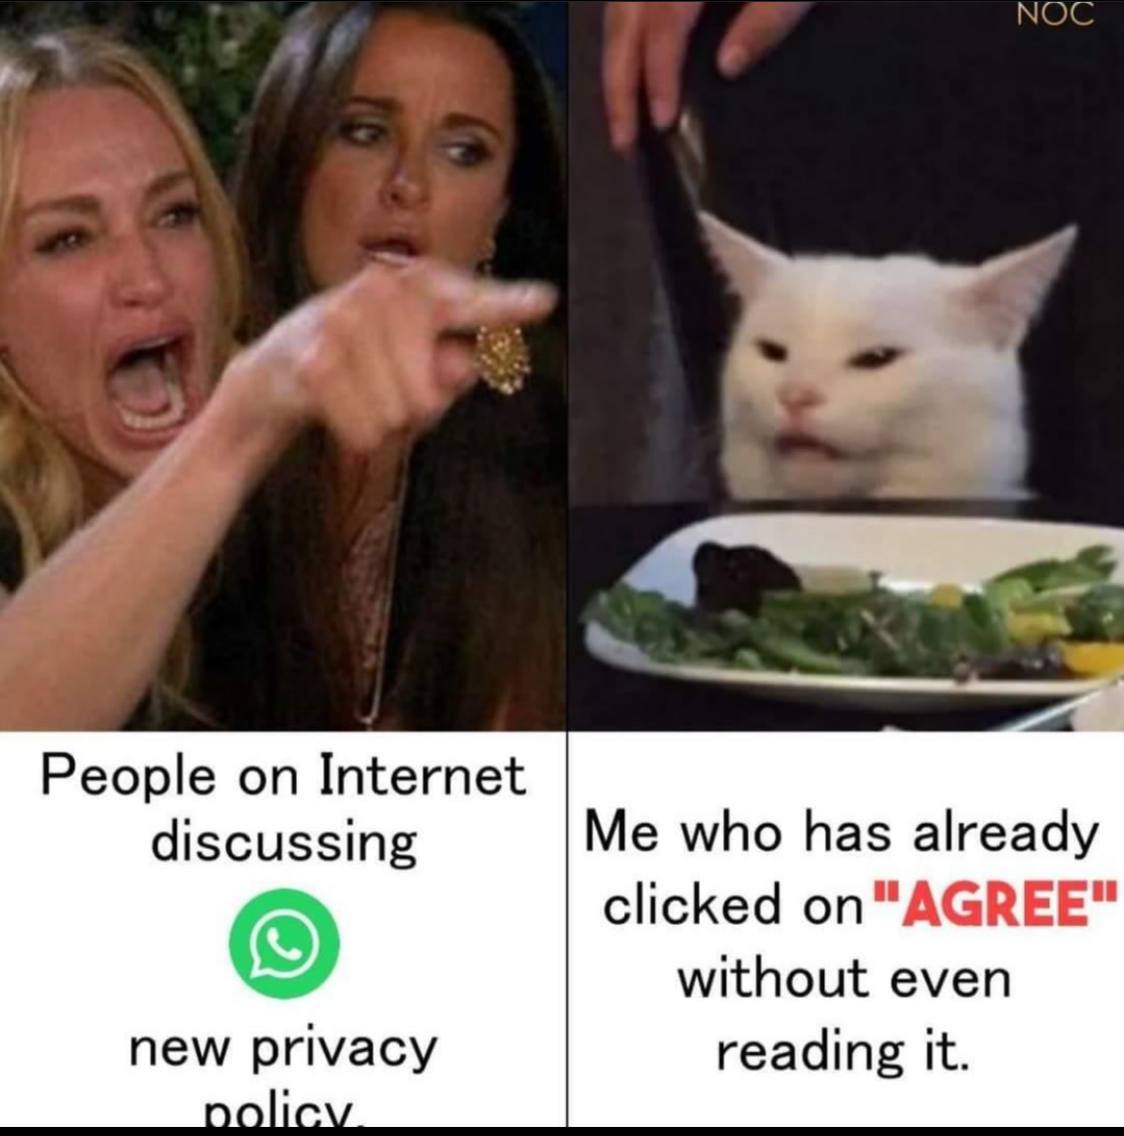 NOC
People on Internet
discussing
new privacy
policy.
Me who has already
clicked on "AGREE"
without even
reading it.